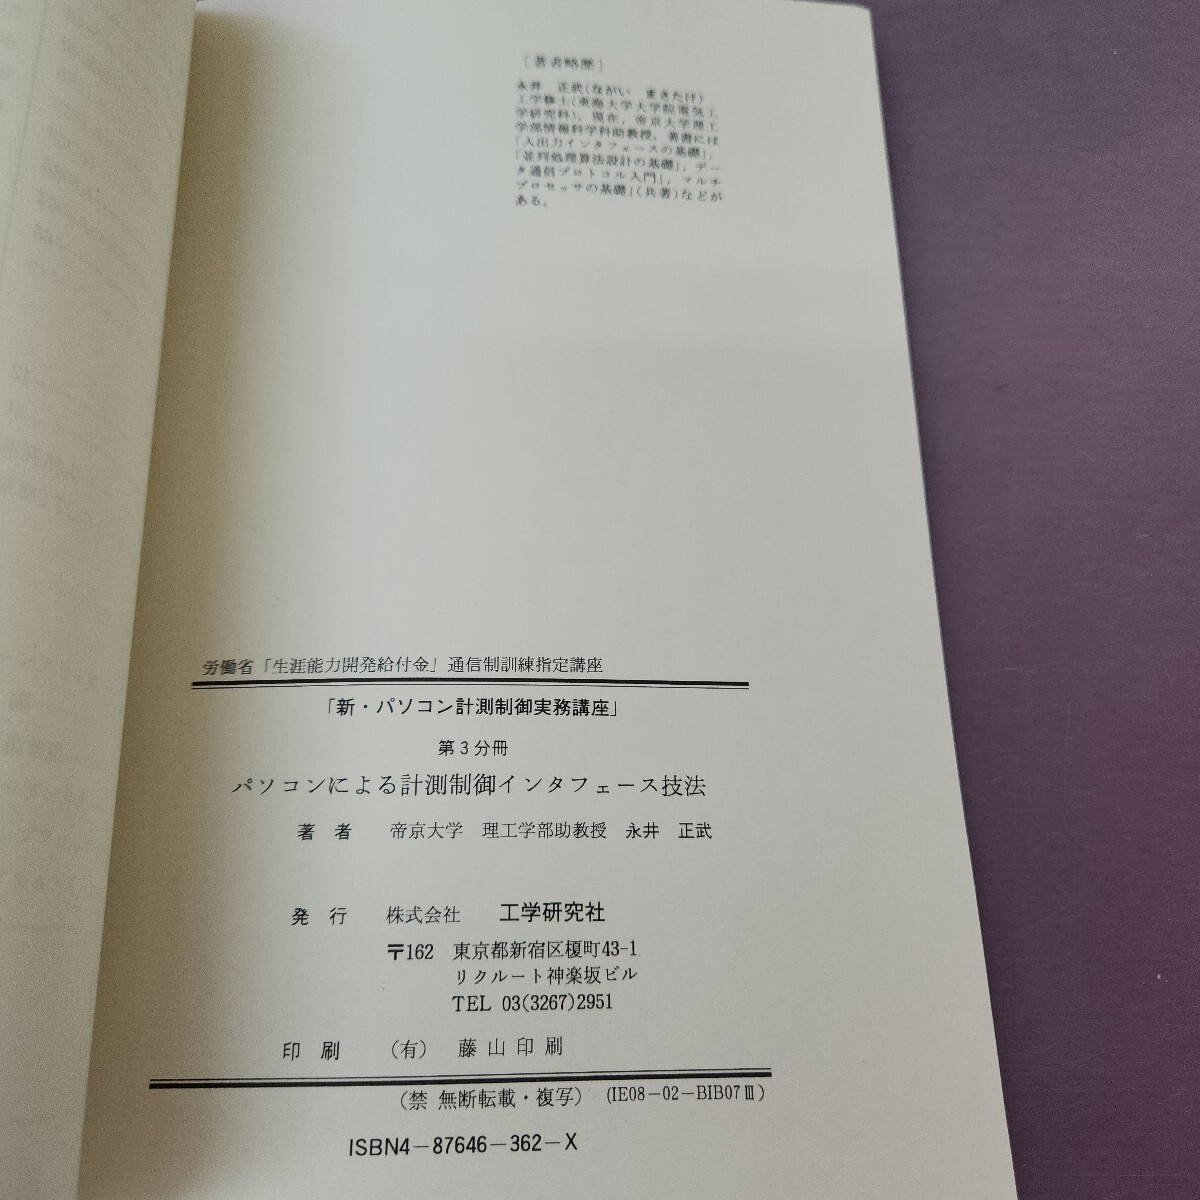 [著者略歴]
永井 正武(ながい まさたけ)
工学修士(東海大学大学院電気工
学研究科)，現在，帝京大学理工
学部情報科学科助教授，著書には
「入出力インタフェースの基礎」，
「並列処理算法設計の基礎」，デー
タ通信プロトコル入門」，マルチ
プロセッサの基礎」(共著)などが
ある。
労働省「生涯能力開発給付金」通信制訓練指定講座
「新・パソコン計測制御実務講座」
第3分冊
パソコンによる計測制御インタフェース技法
著者 帝京大学 理工学部助教授 永井 正武
発行 株式会社 工学研究社
〒162 東京都新宿区榎町43-1
リクルート神楽坂ビル
TEL 03(3267)2951
印刷 (有) 藤山印刷
(禁 無断転載・複写) (IE08-02-BIB07Ⅲ)
ISBN4-87646-362-X